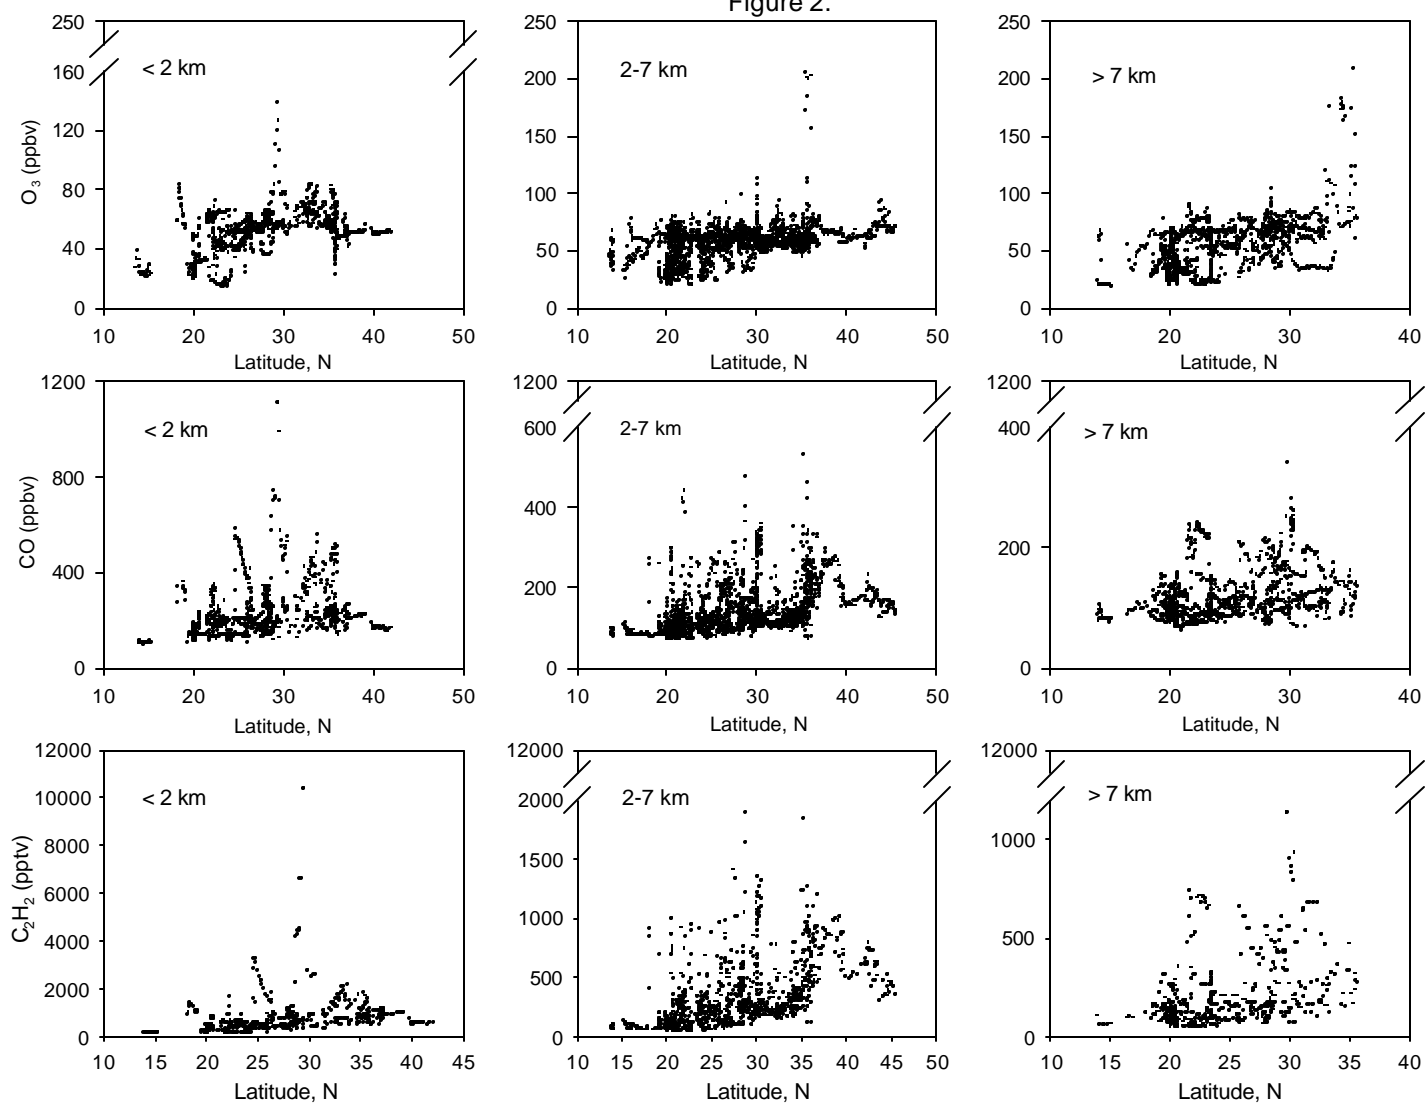 Figure 2.
250
160
120
80
40
0
O3 (ppbv)
< 2 km
10 20 30 40 50
Latitude, N
250
200
150
100
50
0
2-7 km
10 20 30 40 50
Latitude, N
250
200
150
100
50
0
> 7 km
10 20 30 40
Latitude, N
1200
800
400
0
CO (ppbv)
< 2 km
10 20 30 40 50
Latitude, N
1200
600
400
200
0
2-7 km
10 20 30 40 50
Latitude, N
1200
400
200
0
> 7 km
10 20 30 40
Latitude, N
12000
10000
8000
6000
4000
2000
0
C2H2 (pptv)
< 2 km
10 15 20 25 30 35 40 45
Latitude, N
12000
2000
1500
1000
500
0
2-7 km
10 15 20 25 30 35 40 45 50
Latitude, N
12000
1000
500
0
> 7 km
10 15 20 25 30 35 40
Latitude, N